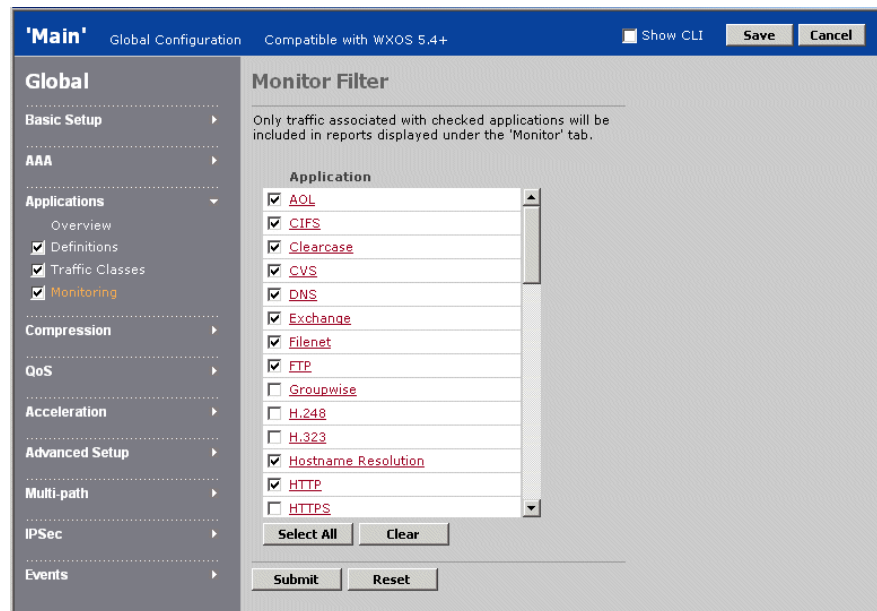 'Main' Global Configuration Compatible with WXOS 5.4+ Show CLI Save Cancel
Global
Basic Setup
AAA
Applications
Overview
Definitions
Traffic Classes
Monitoring
Compression
QoS
Acceleration
Advanced Setup
Multi-path
IPSec
Events
Monitor Filter
Only traffic associated with checked applications will be
included in reports displayed under the 'Monitor' tab.
Application
AOL
CIFS
Clearcase
CVS
DNS
Exchange
Filenet
FTP
Groupwise
H.248
H.323
Hostname Resolution
HTTP
HTTPS
Select All Clear
Submit Reset